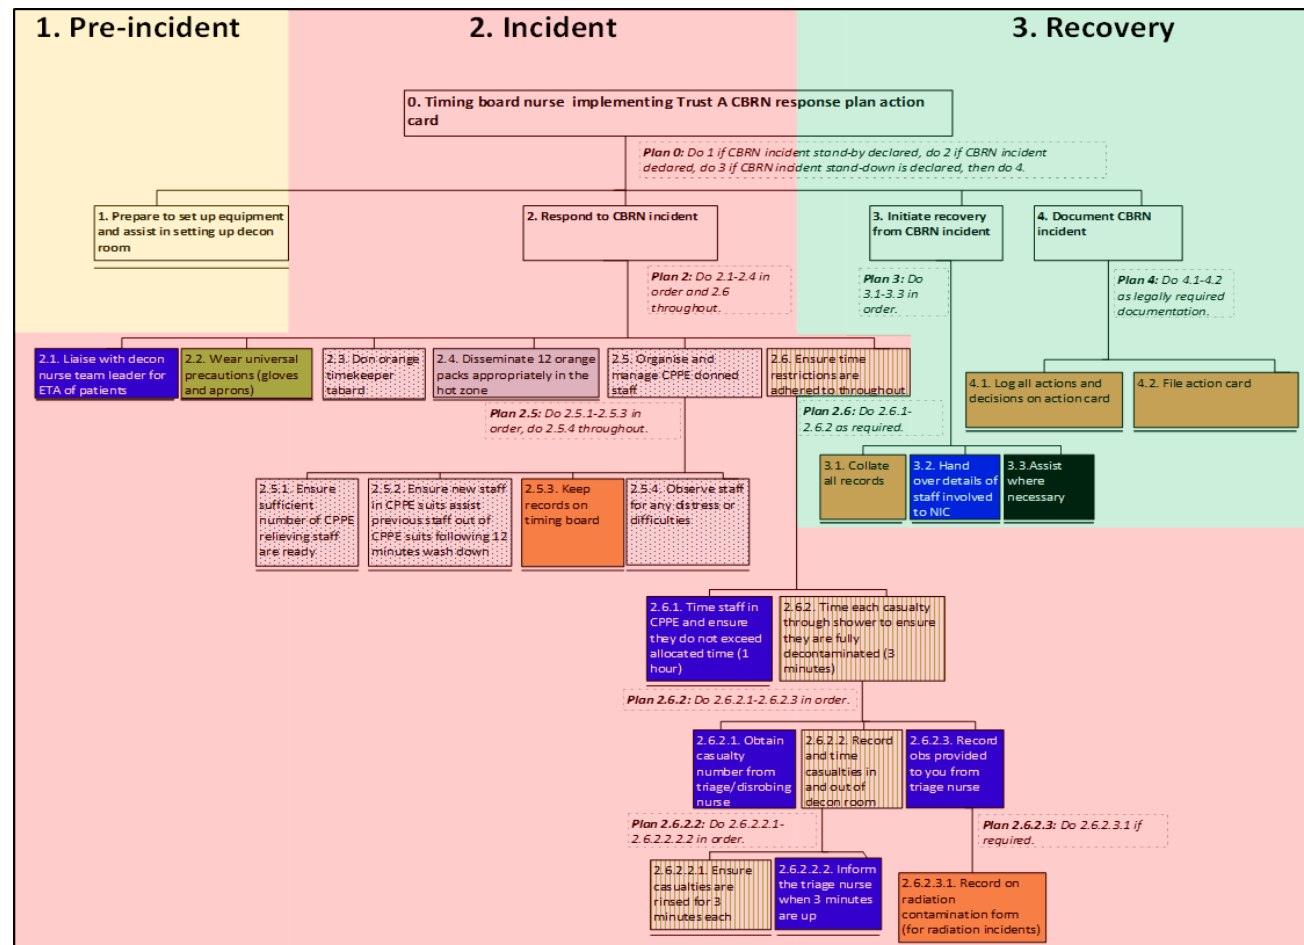 1. Pre-incident
2. Incident
3. Recovery
0. Timing board nurse implementing Trust A CBRN response plan action
card
Plan 0: Do 1 if CBRN incident stand-by declared, do 2 if CBRN incident
declared, do 3 if CBRN incident stand-down is declared, then do 4.
1. Prepare to set up equipment
and assist in setting up decon
room
2. Respond to CBRN incident
3. Initiate recovery
from CBRN incident
4. Document CBRN
incident
Plan 2: Do 2.1-2.4 in
order and 2.6
throughout.
Plan 3: Do
3.1-3.3 in
order.
Plan 4: Do 4.1-4.2
as legally required
documentation.
2.1. Liaise with decon
nurse team leader for
ETA of patients
2.2. Wear universal
precautions (gloves
and aprons)
2.3. Don orange
timekeeper
tabard
2.4. Disseminate 12 orange
packs appropriately in the
hot zone
2.5. Organise and
manage CPPE donned
staff
2.6. Ensure time
restrictions are
adhered to throughout
4.1. Log all actions and
decisions on action card
4.2. File action card
Plan 2.5: Do 2.5.1-2.5.3 in
order, do 2.5.4 throughout.
Plan 2.6: Do 2.6.1-
2.6.2 as required.
2.5.1. Ensure
sufficient
number of CPPE
relieving staff
are ready
2.5.2. Ensure new staff
in CPPE suits assist
previous staff out of
CPPE suits following 12
minutes wash down
2.5.3. Keep
records on
timing board
2.5.4. Observe staff
for any distress or
difficulties
3.1. Collate
all records
3.2. Hand
over details of
staff involved
to NIC
3.3.Assist
where
necessary
2.6.1. Time staff in
CPPE and ensure
they do not exceed
allocated time (1
hour)
2.6.2. Time each casualty
through shower to ensure
they are fully
decontaminated (3
minutes)
Plan 2.6.2: Do 2.6.2.1-2.6.2.3 in order.
2.6.2.1. Obtain
casualty
number from
triage/disrobing
nurse
2.6.2.2. Record
and time
casualties in
and out of
decon room
2.6.2.3. Record
obs provided
to you from
triage nurse
Plan 2.6.2.2: Do 2.6.2.2.1-
2.6.2.2.2.2 in order.
Plan 2.6.2.3: Do 2.6.2.3.1 if
required.
2.6.2.2.1. Ensure
casualties are
rinsed for 3
minutes each
2.6.2.2.2. Inform
the triage nurse
when 3 minutes
are up
2.6.2.3.1. Record on
radiation
contamination form
(for radiation incidents)